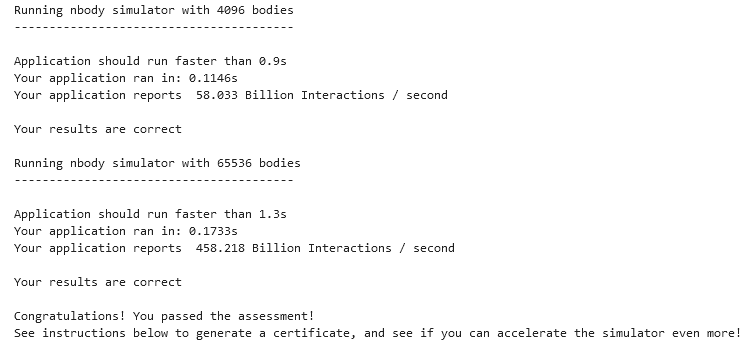 Running nbody simulator with 4096 bodies
----------------------------------------
Application should run faster than 0.9s
Your application ran in: 0.1146s
Your application reports  58.033 Billion Interactions / second
Your results are correct
Running nbody simulator with 65536 bodies
----------------------------------------
Application should run faster than 1.3s
Your application ran in: 0.1733s
Your application reports  458.218 Billion Interactions / second
Your results are correct
Congratulations! You passed the assessment!
See instructions below to generate a certificate, and see if you can accelerate the simulator even more!